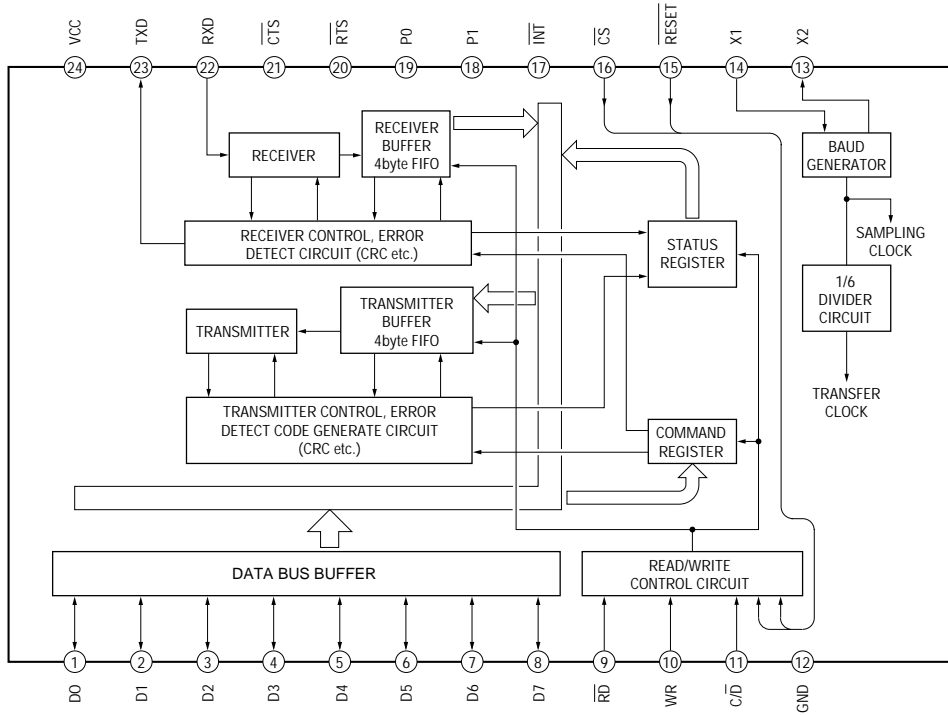 VCC
TXD
RXD
CTS
RTS
P0
P1
INT
CS
RESET
X1
X2
24
23
22
21
20
19
18
17
16
15
14
13
RECEIVER
RECEIVER
BUFFER
4byte FIFO
BAUD
GENERATOR
RECEIVER CONTROL, ERROR
DETECT CIRCUIT (CRC etc.)
STATUS
REGISTER
SAMPLING
CLOCK
1/6
DIVIDER
CIRCUIT
TRANSMITTER
TRANSMITTER
BUFFER
4byte FIFO
TRANSFER
CLOCK
TRANSMITTER CONTROL, ERROR
DETECT CODE GENERATE CIRCUIT
(CRC etc.)
COMMAND
REGISTER
DATA BUS BUFFER
READ/WRITE
CONTROL CIRCUIT
1
2
3
4
5
6
7
8
9
10
11
12
D0
D1
D2
D3
D4
D5
D6
D7
RD
WR
C/D
GND